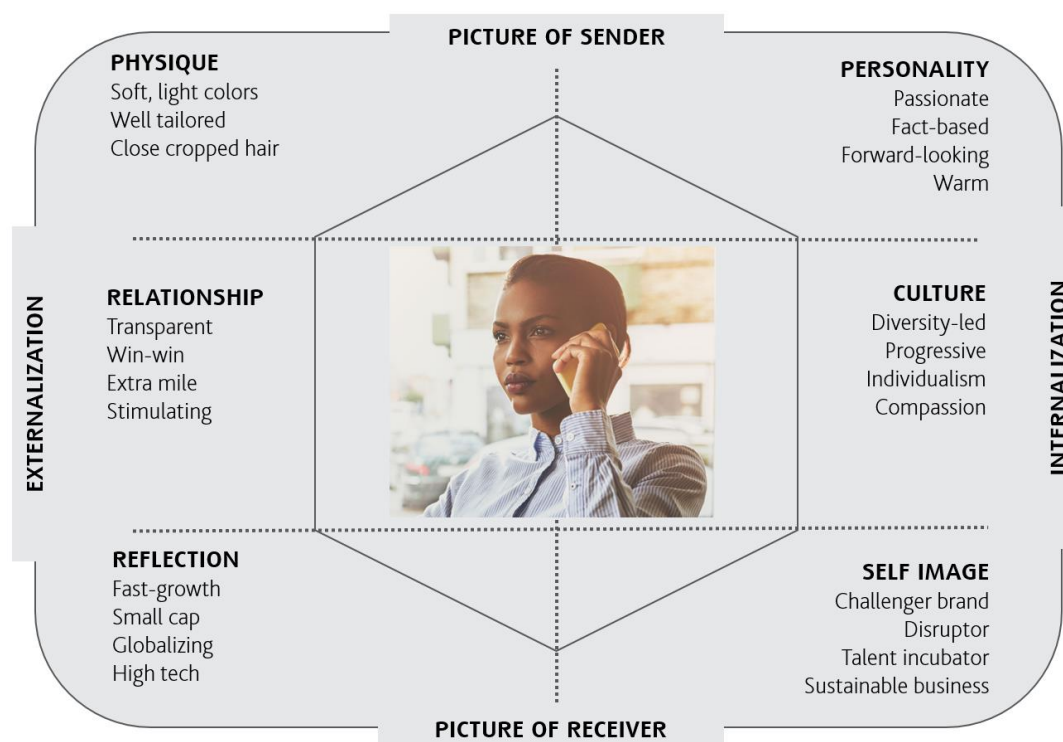 PICTURE OF SENDER
PHYSIQUE
Soft, light colors
Well tailored
Close cropped hair
PERSONALITY
Passionate
Fact-based
Forward-looking
Warm
EXTERNALIZATION
RELATIONSHIP
Transparent
Win-win
Extra mile
Stimulating
CULTURE
Diversity-led
Progressive
Individualism
Compassion
INTERNALIZATION
REFLECTION
Fast-growth
Small cap
Globalizing
High tech
SELF IMAGE
Challenger brand
Disruptor
Talent incubator
Sustainable business
PICTURE OF RECEIVER